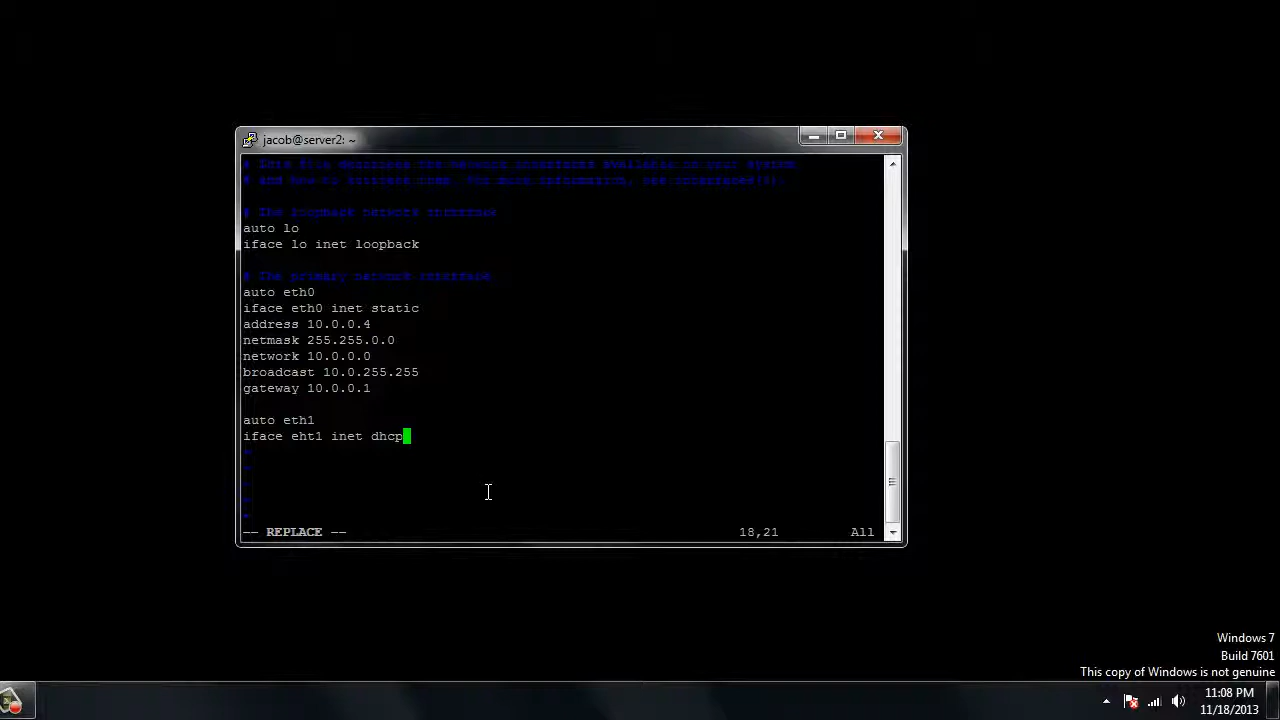 jacob@server2: ~
# This file describes the network interfaces available on your system
# and how to activate them. For more information, see interfaces(5).
# The loopback network interface
auto lo
iface lo inet loopback
# The primary network interface
auto eth0
iface eth0 inet static
address 10.0.0.4
netmask 255.255.0.0
network 10.0.0.0
broadcast 10.0.255.255
gateway 10.0.0.1
auto eth1
iface eht1 inet dhcp
~
~
~
~
~
-- REPLACE -- 18,21 All
Windows 7
Build 7601
This copy of Windows is not genuine
11:08 PM
11/18/2013